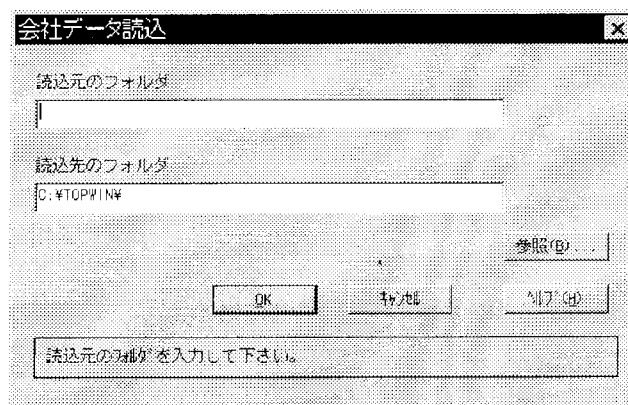 会社データ読込
読込元のフォルダ
読込先のフォルダ
C:¥TOPWIN¥
参照(B)...
OK
ｷｬﾝｾﾙ
ﾍﾙﾌﾟ(H)
読込元のﾌｫﾙﾀﾞを入力して下さい。